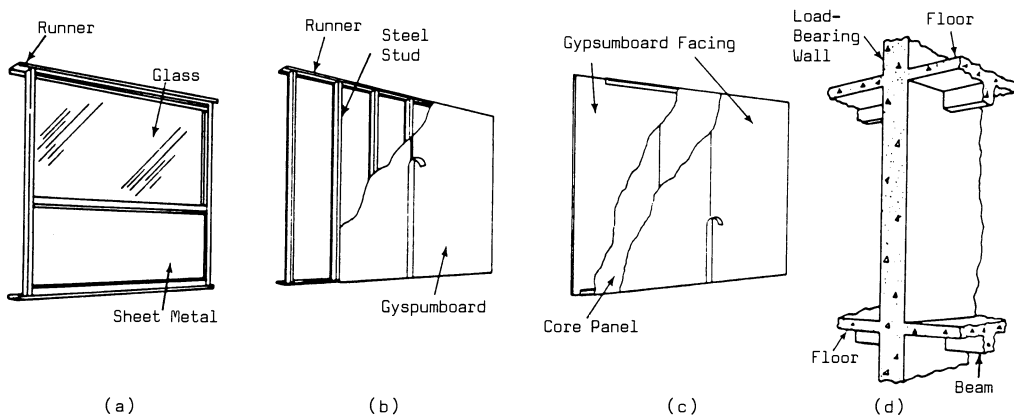 Runner
Glass
Sheet Metal
(a)
Runner
Steel
Stud
Gyspumboard
(b)
Gypsumboard Facing
Core Panel
(c)
Load-
Bearing
Wall
Floor
Floor
Beam
(d)